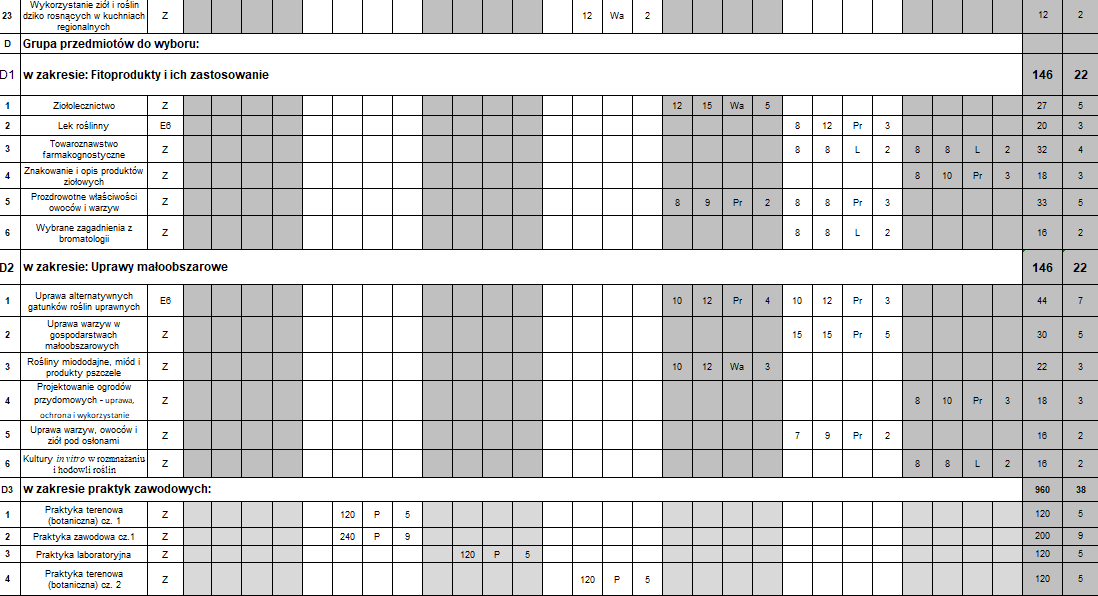 23 Wykorzystanie ziół i roślin dziko rosnących w kuchniach regionalnych Z 12 Wa 2 12 2
D Grupa przedmiotów do wyboru:
D1 w zakresie: Fitoprodukty i ich zastosowanie 146 22
1 Ziołolecznictwo Z 12 15 Wa 5 27 5
2 Lek roślinny E6 8 12 Pr 3 20 3
3 Towaroznawstwo farmakognostyczne Z 8 8 L 2 8 8 L 2 32 4
4 Znakowanie i opis produktów ziołowych Z 8 10 Pr 3 18 3
5 Prozdrowotne właściwości owoców i warzyw Z 8 9 Pr 2 8 8 Pr 3 33 5
6 Wybrane zagadnienia z bromatologii Z 8 8 L 2 16 2
D2 w zakresie: Uprawy małoobszarowe 146 22
1 Uprawa alternatywnych gatunków roślin uprawnych E6 10 12 Pr 4 10 12 Pr 3 44 7
2 Uprawa warzyw w gospodarstwach małoobszarowych Z 15 15 Pr 5 30 5
3 Rośliny miododajne, miód i produkty pszczele Z 10 12 Wa 3 22 3
4 Projektowanie ogrodów przydomowych - uprawa, ochrona i wykorzystanie Z 8 10 Pr 3 18 3
5 Uprawa warzyw, owoców i ziół pod osłonami Z 7 9 Pr 2 16 2
6 Kultury in vitro w rozmnażaniu i hodowli roślin Z 8 8 L 2 16 2
D3 w zakresie praktyk zawodowych: 960 38
1 Praktyka terenowa (botaniczna) cz. 1 Z 120 P 5 120 5
2 Praktyka zawodowa cz.1 Z 240 P 9 200 9
3 Praktyka laboratoryjna Z 120 P 5 120 5
4 Praktyka terenowa (botaniczna) cz. 2 Z 120 P 5 120 5